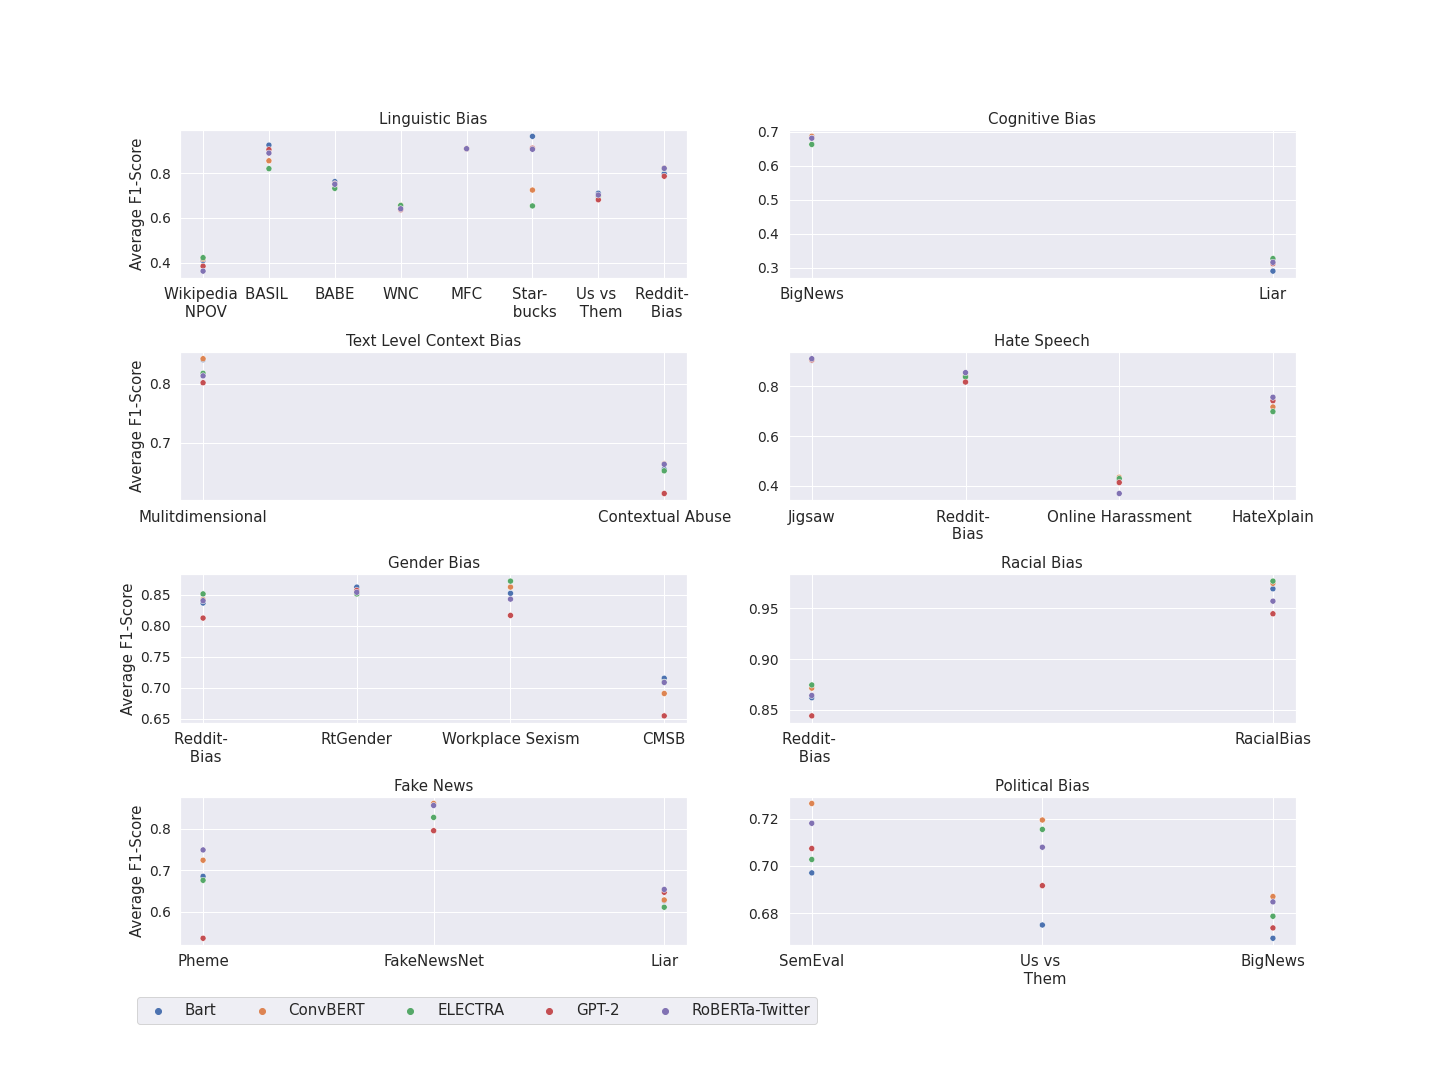 Linguistic Bias
Average F1-Score
0.8
0.6
0.4
Wikipedia BASIL BABE WNC MFC Star- Us vs Reddit-
NPOV bucks Them Bias
Cognitive Bias
0.7
0.6
0.5
0.4
0.3
BigNews Liar
Text Level Context Bias
Average F1-Score
0.8
0.7
Mulitdimensional Contextual Abuse
Hate Speech
0.8
0.6
0.4
Jigsaw Reddit- Online Harassment HateXplain
Bias
Gender Bias
Average F1-Score
0.85
0.80
0.75
0.70
0.65
Reddit- RtGender Workplace Sexism CMSB
Bias
Racial Bias
0.95
0.90
0.85
Reddit- RacialBias
Bias
Fake News
Average F1-Score
0.8
0.7
0.6
Pheme FakeNewsNet Liar
Political Bias
0.72
0.70
0.68
SemEval Us vs BigNews
Them
Bart ConvBERT ELECTRA GPT-2 RoBERTa-Twitter